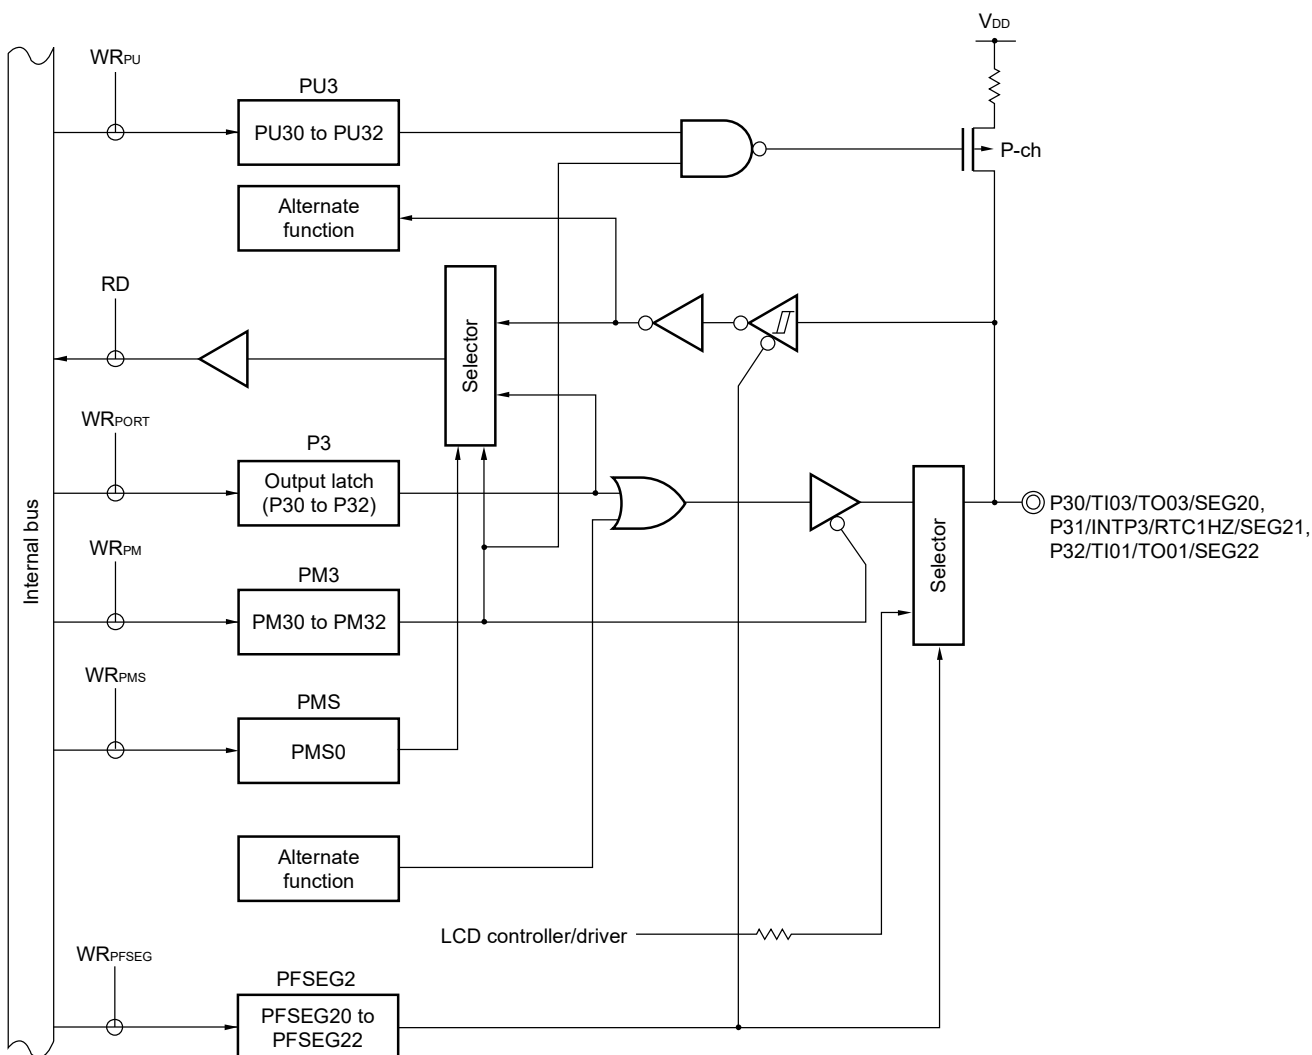 VDD
WRPU
PU3
PU30 to PU32
P-ch
Alternate
function
RD
Selector
WRPORT
P3
Output latch
(P30 to P32)
Internal bus
Selector
P30/TI03/TO03/SEG20,
P31/INTP3/RTC1HZ/SEG21,
P32/TI01/TO01/SEG22
WRPM
PM3
PM30 to PM32
WRPMS
PMS
PMS0
Alternate
function
LCD controller/driver
WRPFSEG
PFSEG2
PFSEG20 to
PFSEG22